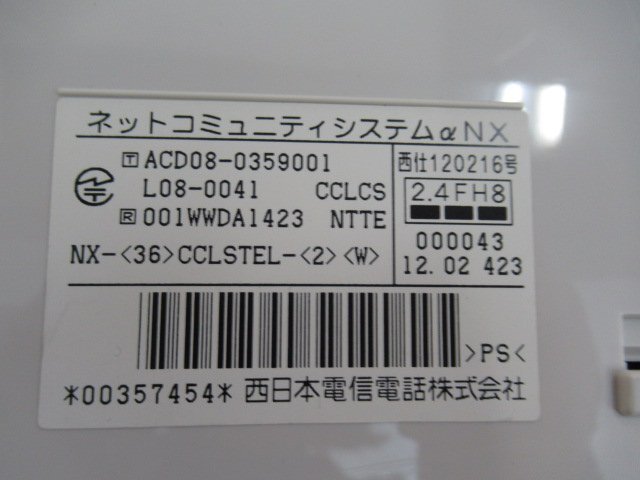 ネットコミュニティシステムαNX
T ACD08-0359001
L08-0041 CCLCS
R 001WWDA1423 NTTE
NX-<36>CCLSTEL-<2><W>
西仕120216号
2.4FH8
000043
12.02 423
>PS<
*00357454* 西日本電信電話株式会社